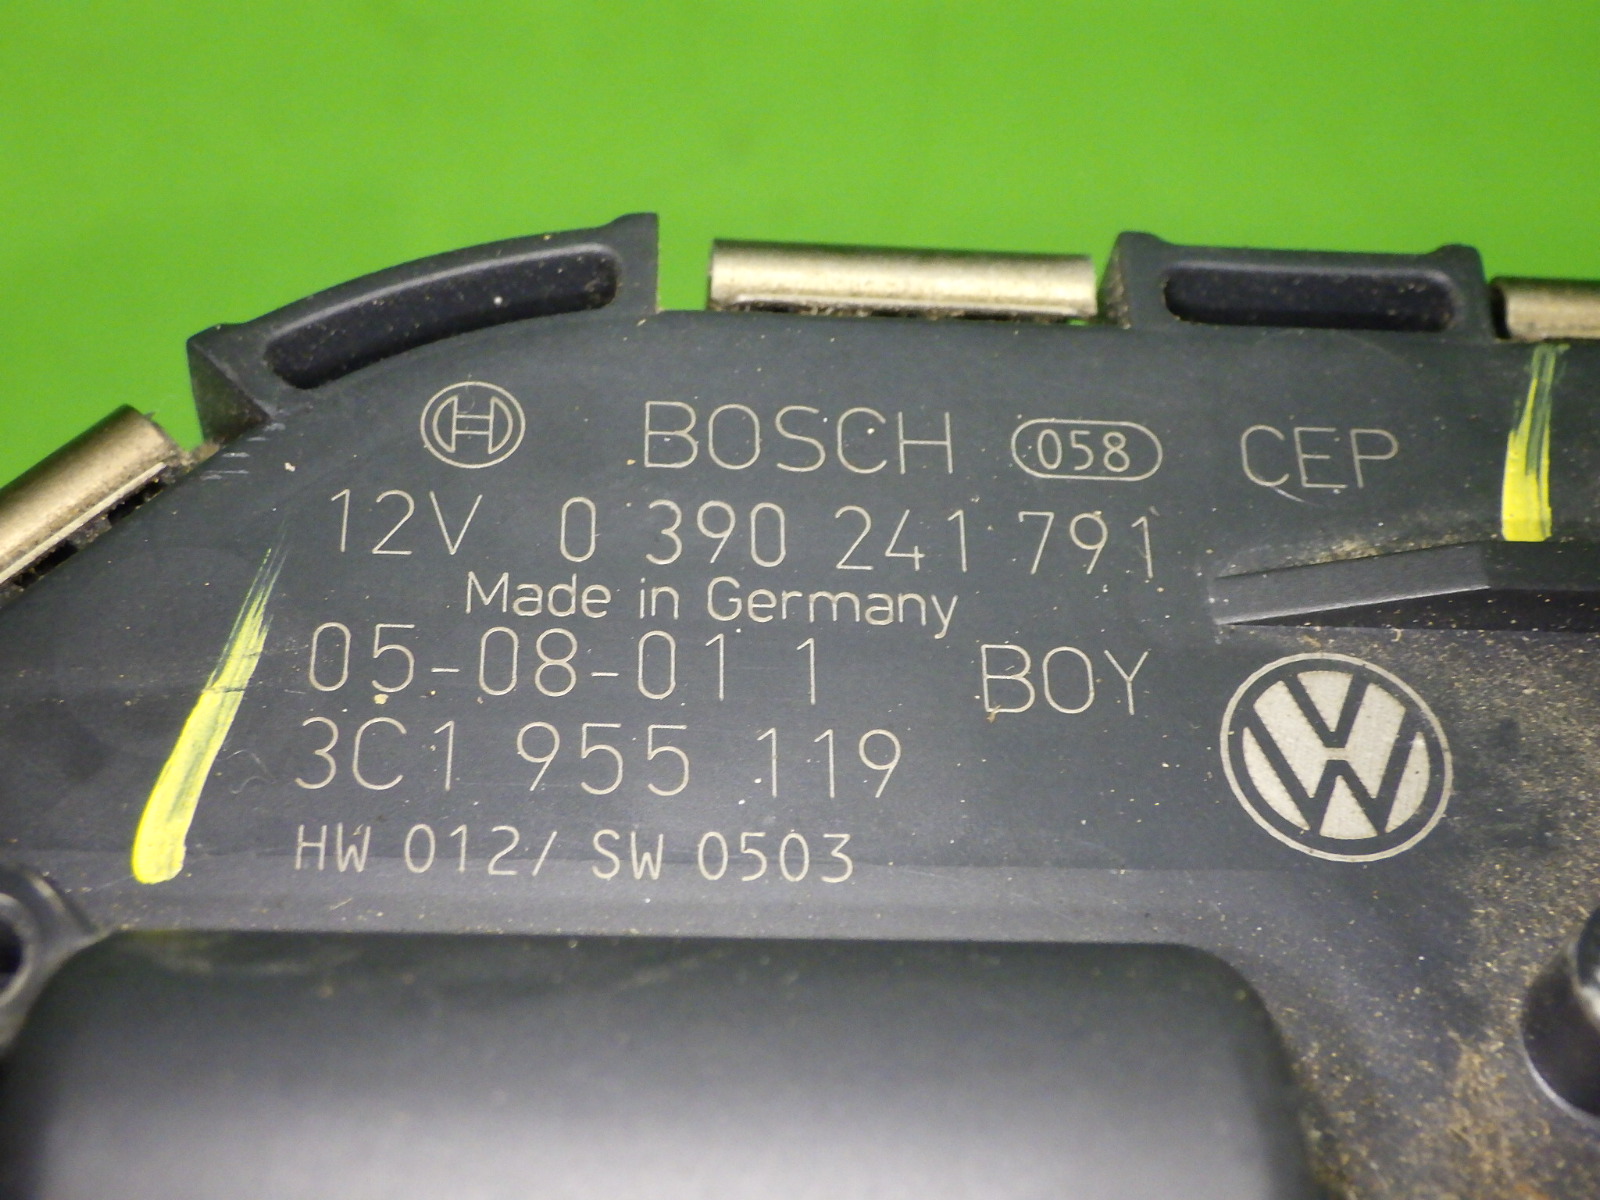 BOSCH 058 CEP
12V 0 390 241 791
Made in Germany
05-08-01 1 BOY
3C1 955 119
HW 012/ SW 0503